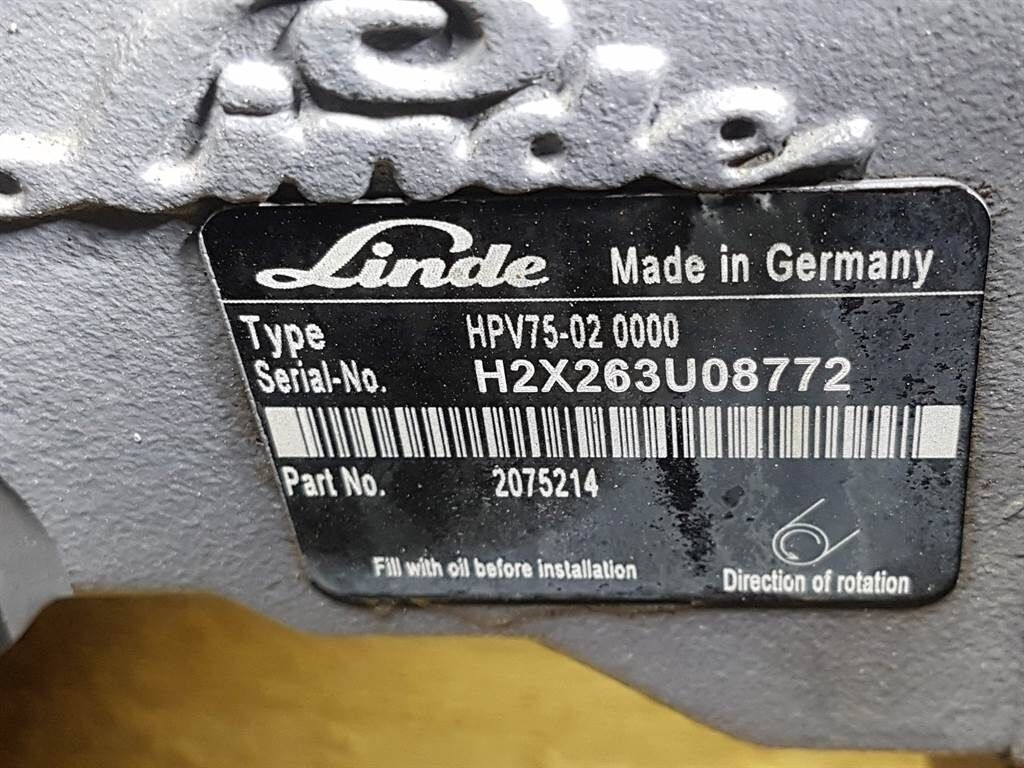 Linde
Linde Made in Germany
Type HPV75-02 0000
Serial-No. H2X263U08772
Part No. 2075214
Fill with oil before installation
Direction of rotation